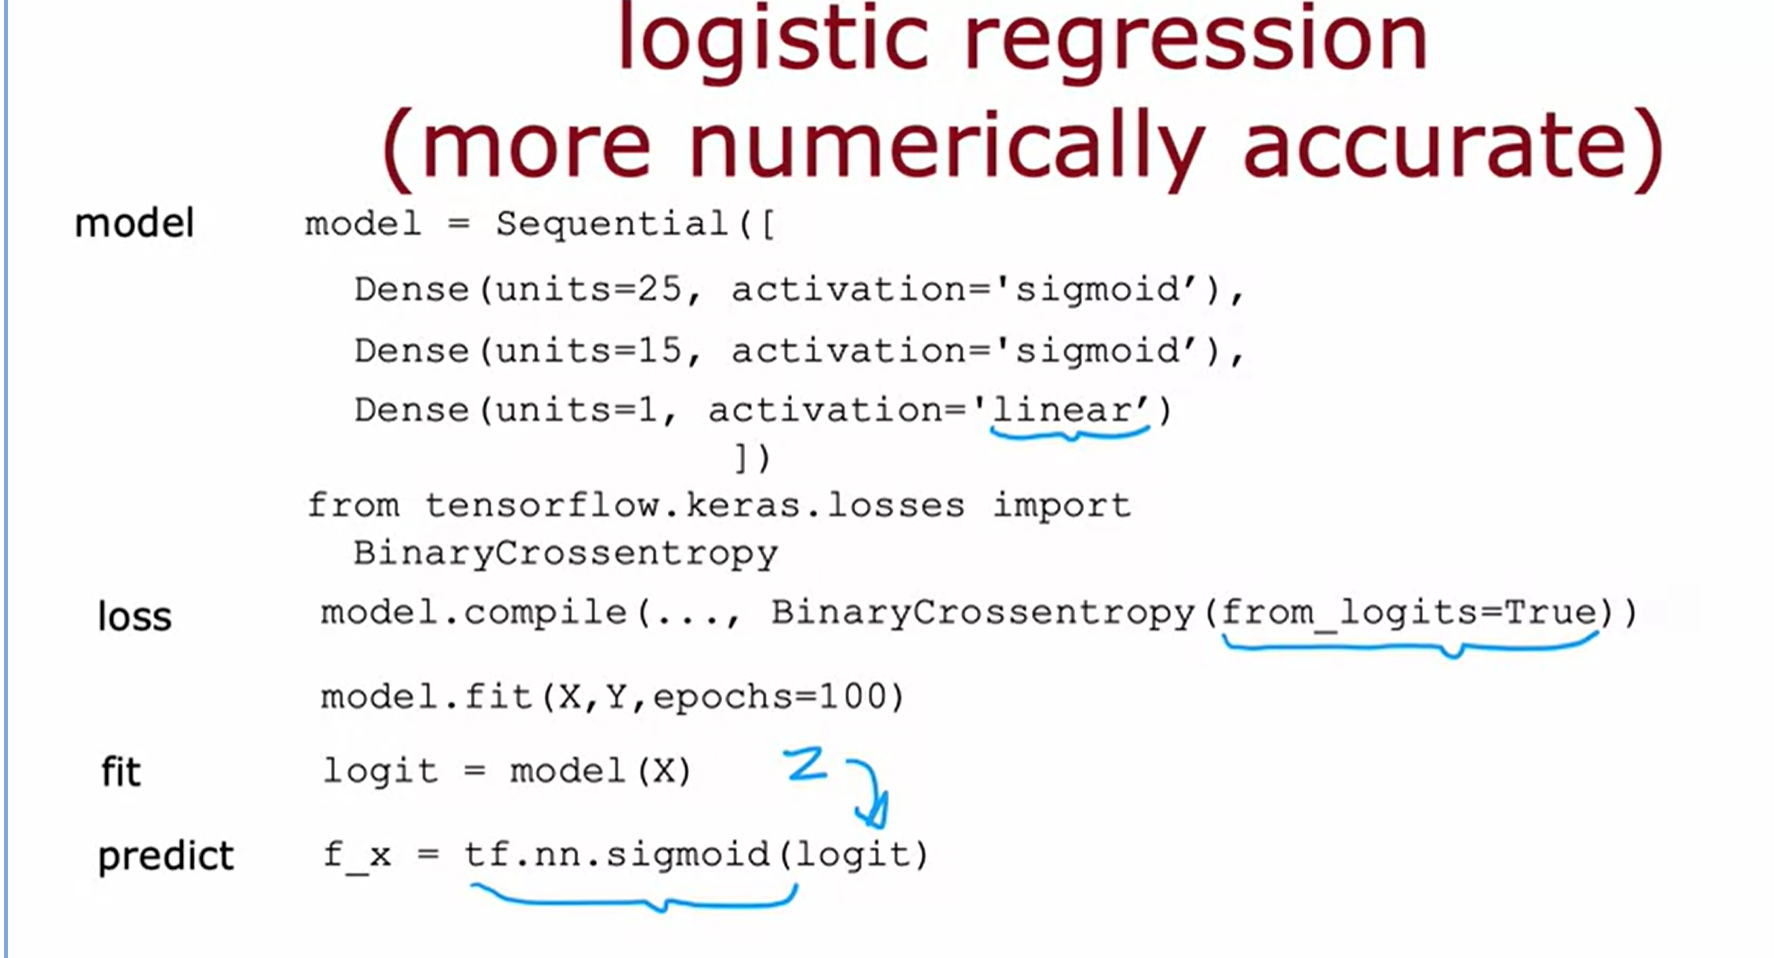 logistic regression
(more numerically accurate)
model model = Sequential([
Dense(units=25, activation='sigmoid’),
Dense(units=15, activation='sigmoid’),
Dense(units=1, activation='linear’)
])
from tensorflow.keras.losses import
BinaryCrossentropy
loss model.compile(..., BinaryCrossentropy(from_logits=True))
model.fit(X,Y,epochs=100)
fit logit = model(X) z
predict f_x = tf.nn.sigmoid(logit)